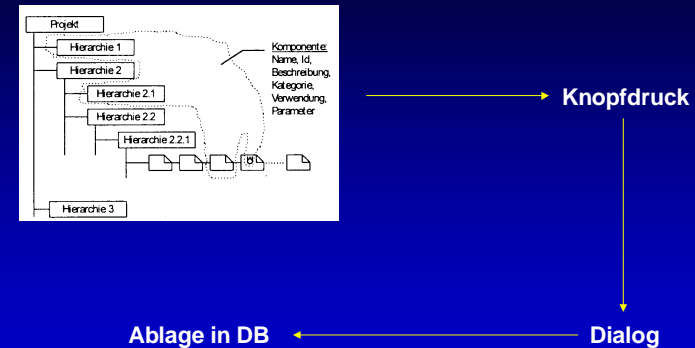 Projekt
Hierarchie 1
Hierarchie 2
Hierarchie 2.1
Hierarchie 2.2
Hierarchie 2.2.1
Hierarchie 3
Komponente:
Name, Id,
Beschreibung,
Kategorie,
Verwendung,
Parameter
Knopfdruck
Ablage in DB
Dialog